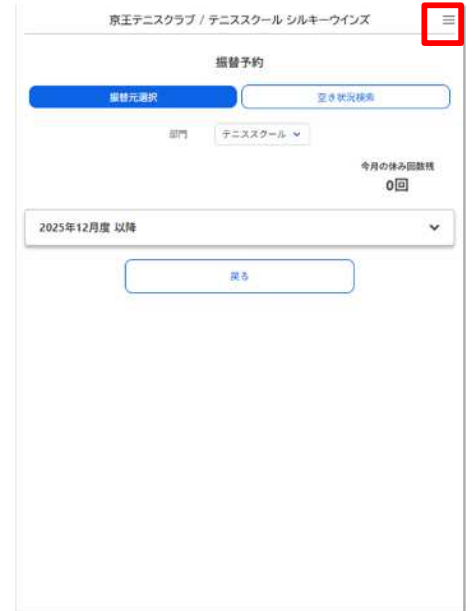 京王テニスクラブ / テニススクール シルキーウインズ
振替予約
振替元選択 空き状況検索
部門 テニススクール
今月の休み回数残
0回
2025年12月度 以降
戻る